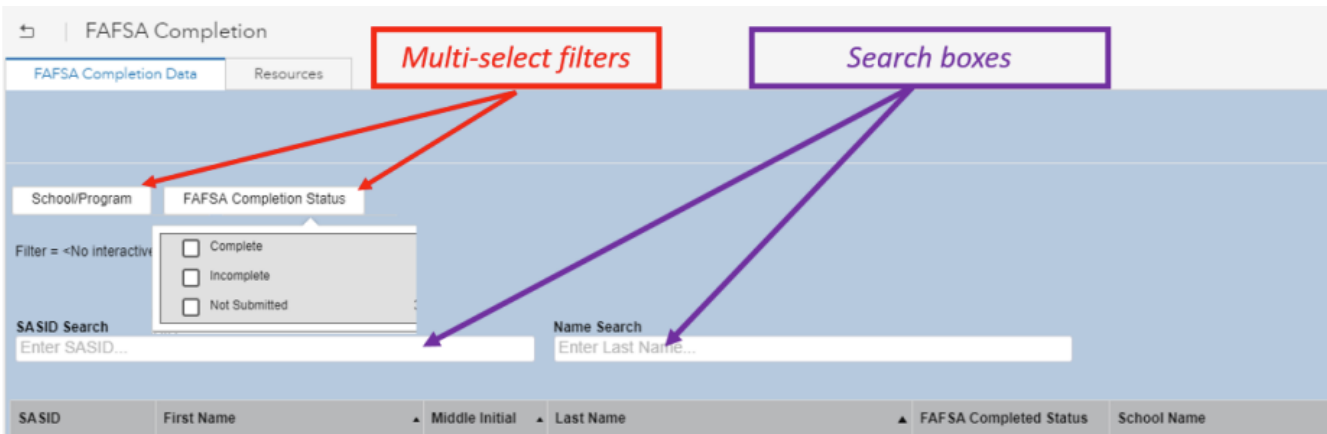 FAFSA Completion
Multi-select filters
Search boxes
FAFSA Completion Data
Resources
School/Program
FAFSA Completion Status
Filter = <No interactive
Complete
Incomplete
Not Submitted
SASID Search
Name Search
Enter SASID...
Enter Last Name...
SASID First Name Middle Initial Last Name FAFSA Completed Status School Name